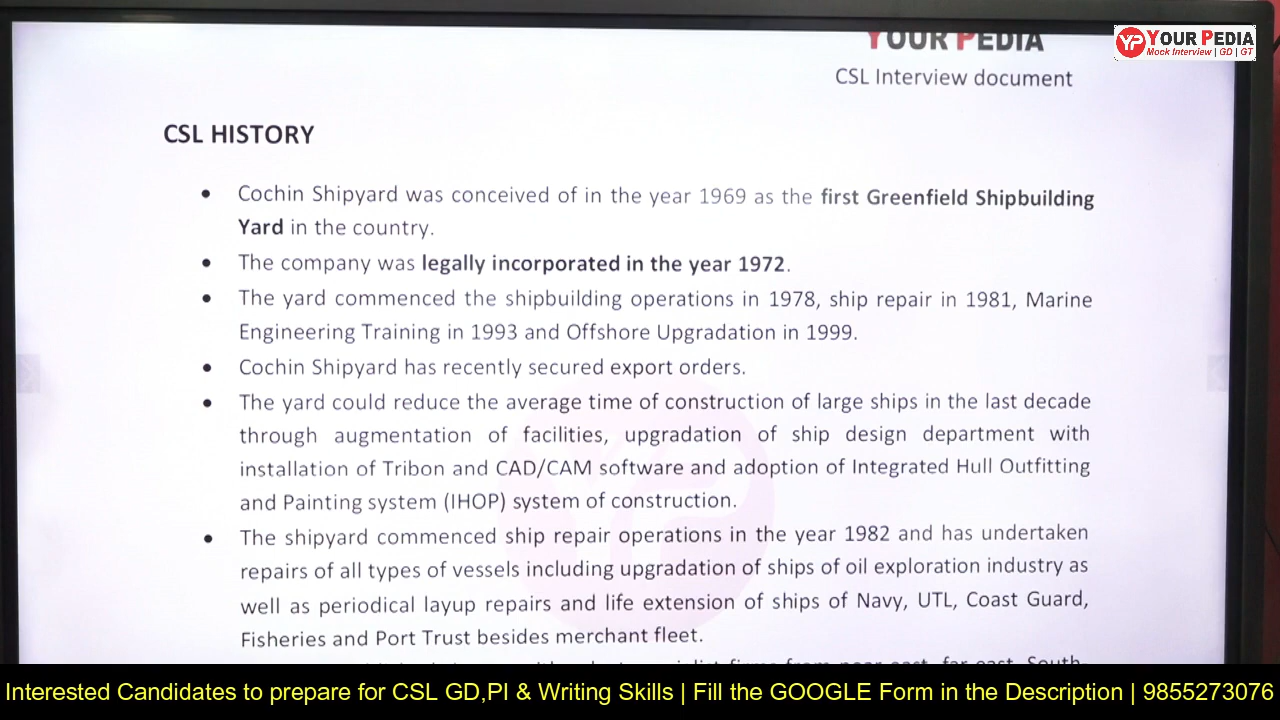 YOUR PEDIA
YP YOUR PEDIA
Mock Interview | GD | GT
CSL Interview document
CSL HISTORY
• Cochin Shipyard was conceived of in the year 1969 as the first Greenfield Shipbuilding
Yard in the country.
• The company was legally incorporated in the year 1972.
• The yard commenced the shipbuilding operations in 1978, ship repair in 1981, Marine
Engineering Training in 1993 and Offshore Upgradation in 1999.
• Cochin Shipyard has recently secured export orders.
• The yard could reduce the average time of construction of large ships in the last decade
through augmentation of facilities, upgradation of ship design department with
installation of Tribon and CAD/CAM software and adoption of Integrated Hull Outfitting
and Painting system (IHOP) system of construction.
• The shipyard commenced ship repair operations in the year 1982 and has undertaken
repairs of all types of vessels including upgradation of ships of oil exploration industry as
well as periodical layup repairs and life extension of ships of Navy, UTL, Coast Guard,
Fisheries and Port Trust besides merchant fleet.
Interested Candidates to prepare for CSL GD,PI & Writing Skills | Fill the GOOGLE Form in the Description | 9855273076